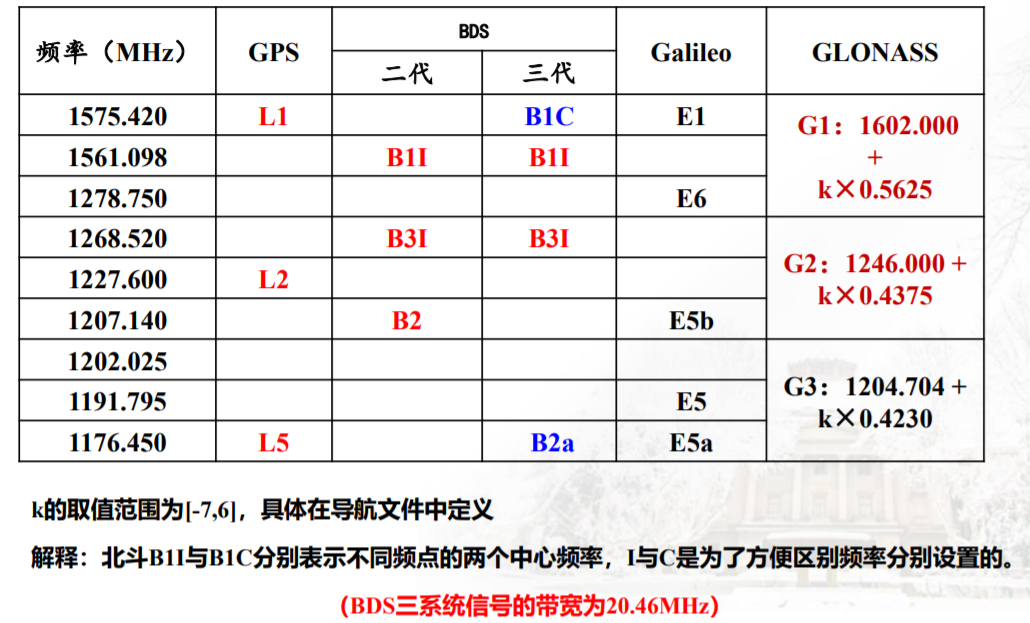 频率（MHz） GPS BDS Galileo GLONASS
二代 三代
1575.420 L1 B1C E1
G1：1602.000
+
k×0.5625
1561.098 B1I B1I
1278.750 E6
1268.520 B3I B3I
G2：1246.000 +
k×0.4375
1227.600 L2
1207.140 B2 E5b
1202.025
G3：1204.704 +
k×0.4230
1191.795 E5
1176.450 L5 B2a E5a
k的取值范围为[-7,6]，具体在导航文件中定义
解释：北斗B1I与B1C分别表示不同频点的两个中心频率，I与C是为了方便区别频率分别设置的。
（BDS三系统信号的带宽为20.46MHz）